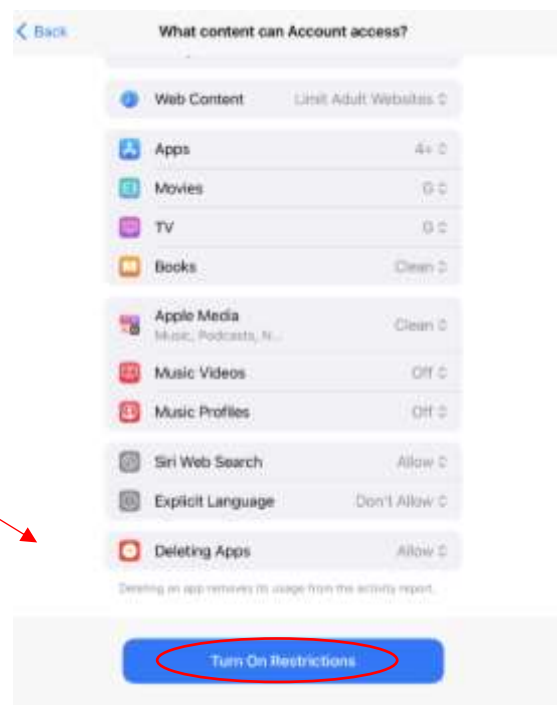 Back
What content can Account access?
Web Content Limit Adult Websites
Apps 4+
Movies G
TV G
Books Clean
Apple Media Clean
Music, Podcasts, N...
Music Videos Off
Music Profiles Off
Siri Web Search Allow
Explicit Language Don't Allow
Deleting Apps Allow
Deleting an app removes its usage from the activity report.
Turn On Restrictions